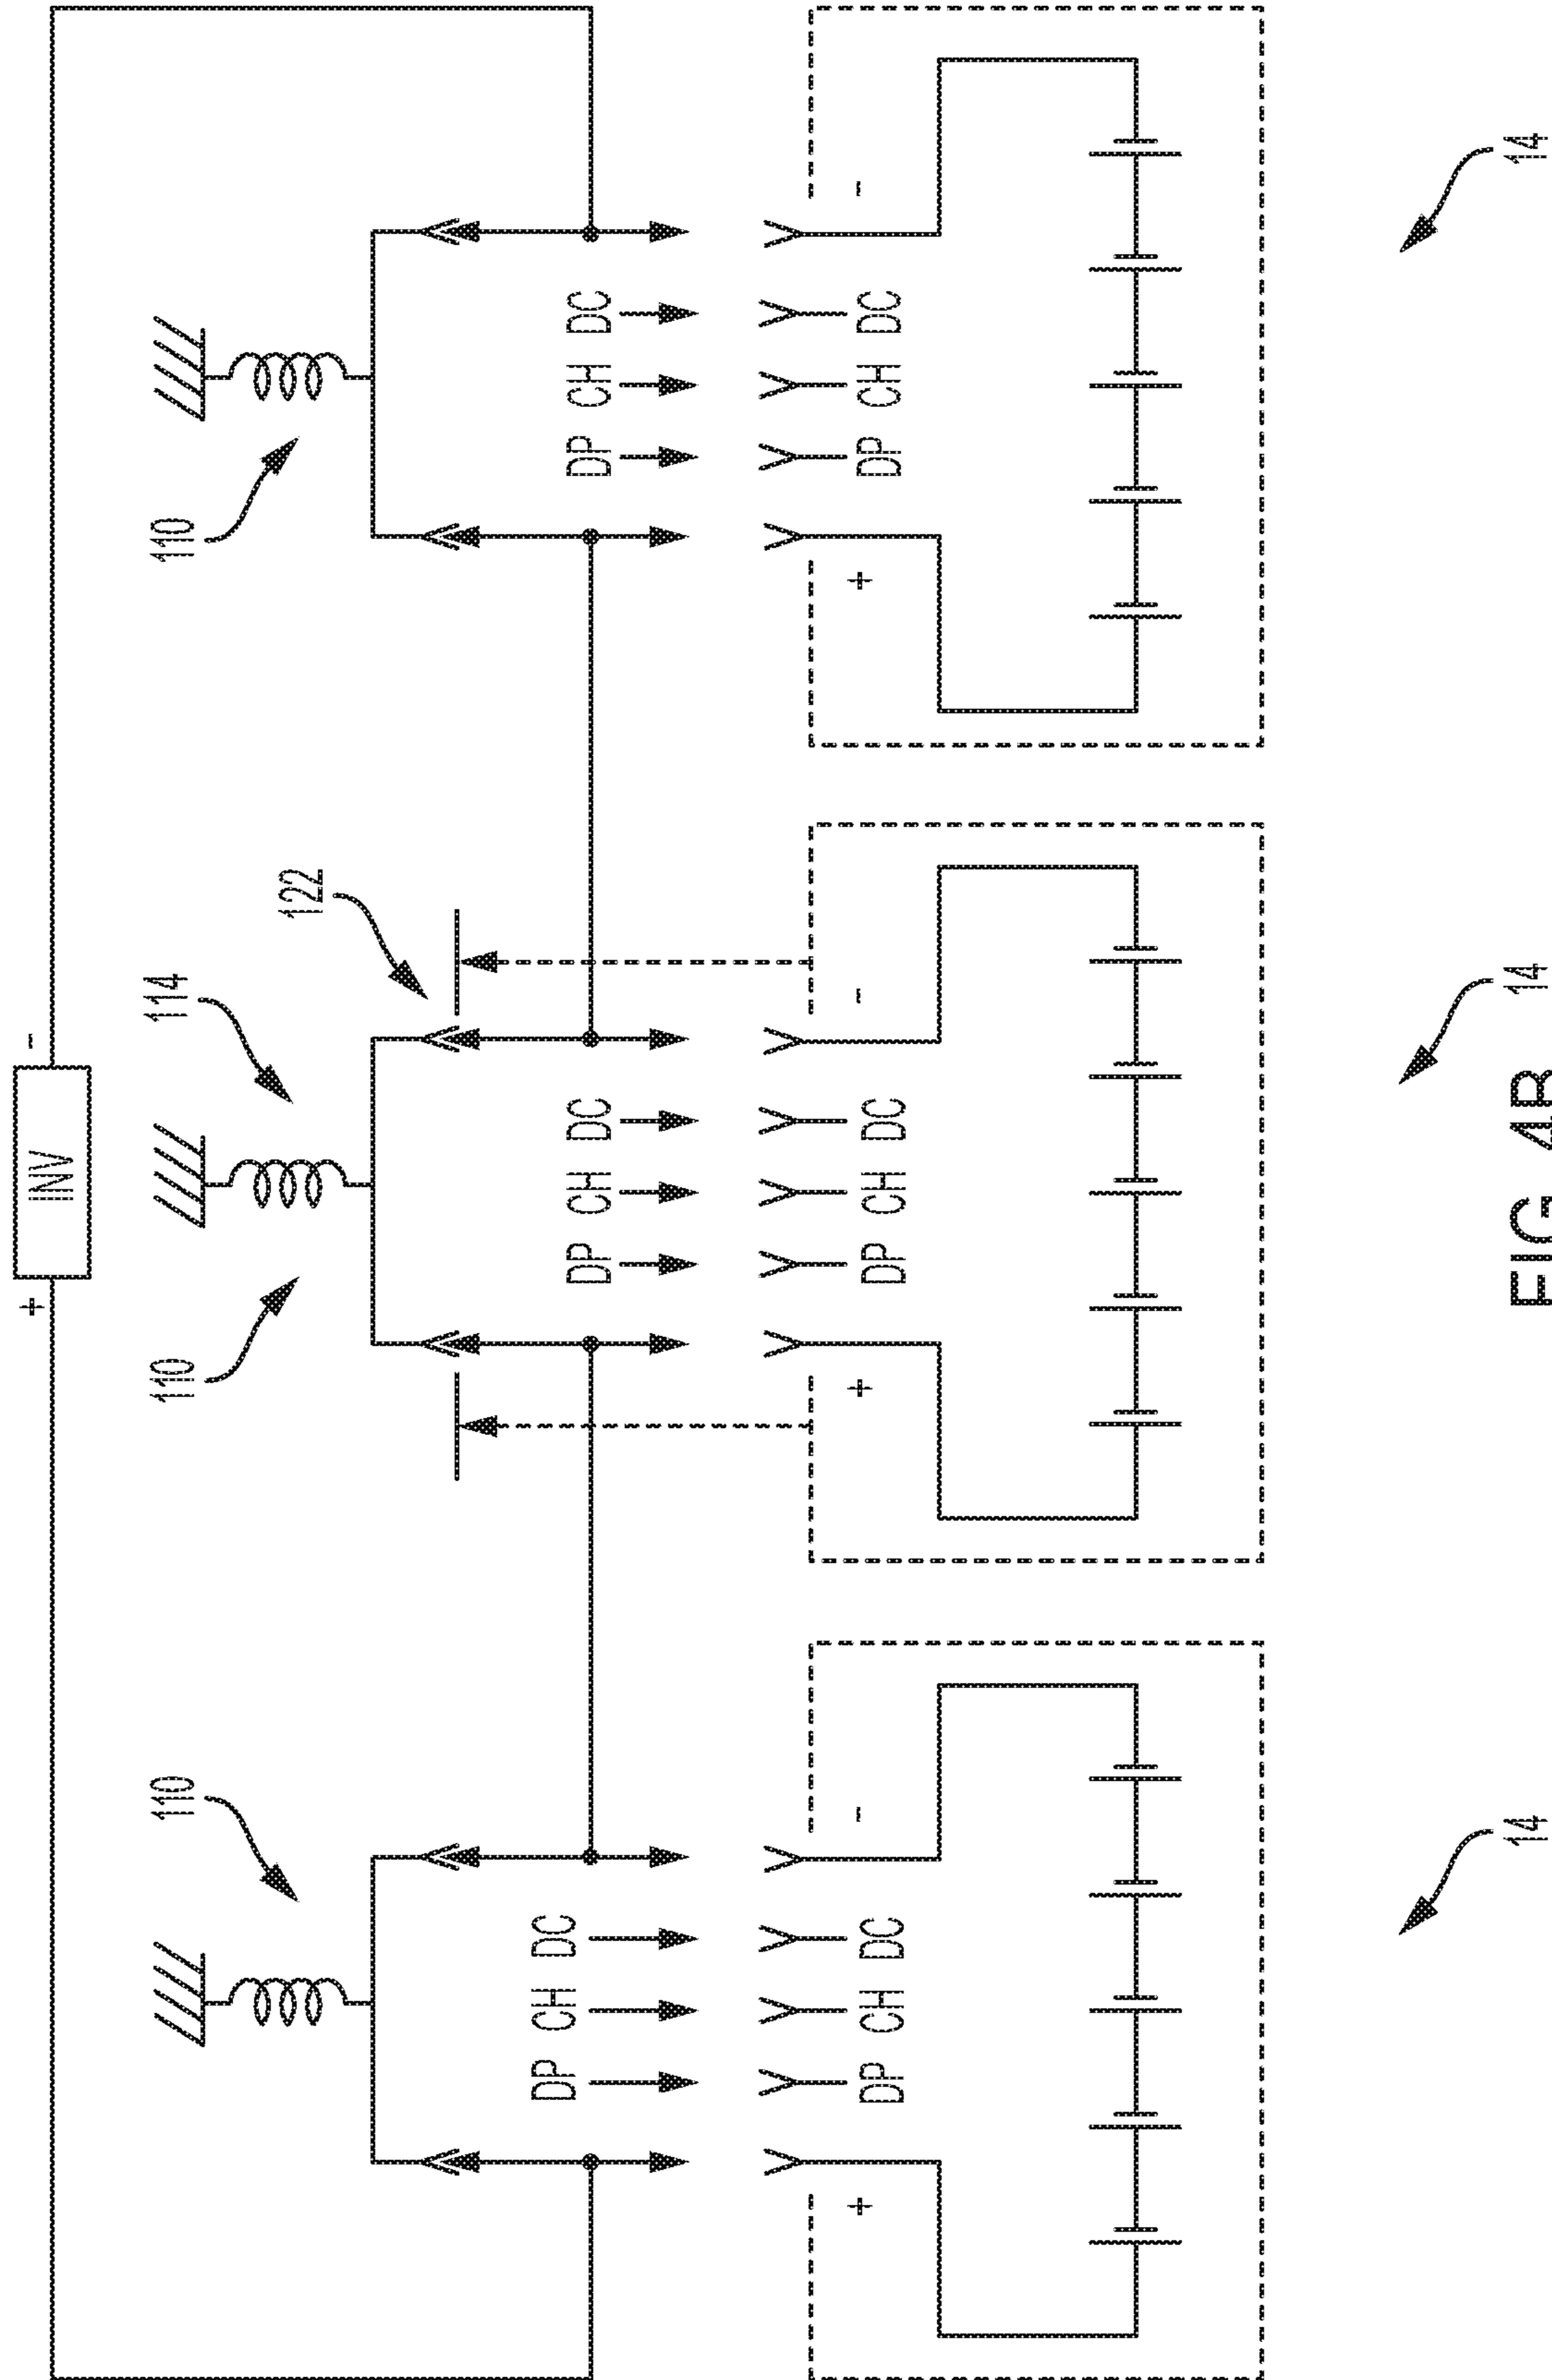 + INV -
110
110
114
110
122
DP CH DC
DP CH DC
DP CH DC
+ DP CH DC -
+ DP CH DC -
+ DP CH DC -
14
14
14
FIG. 4B